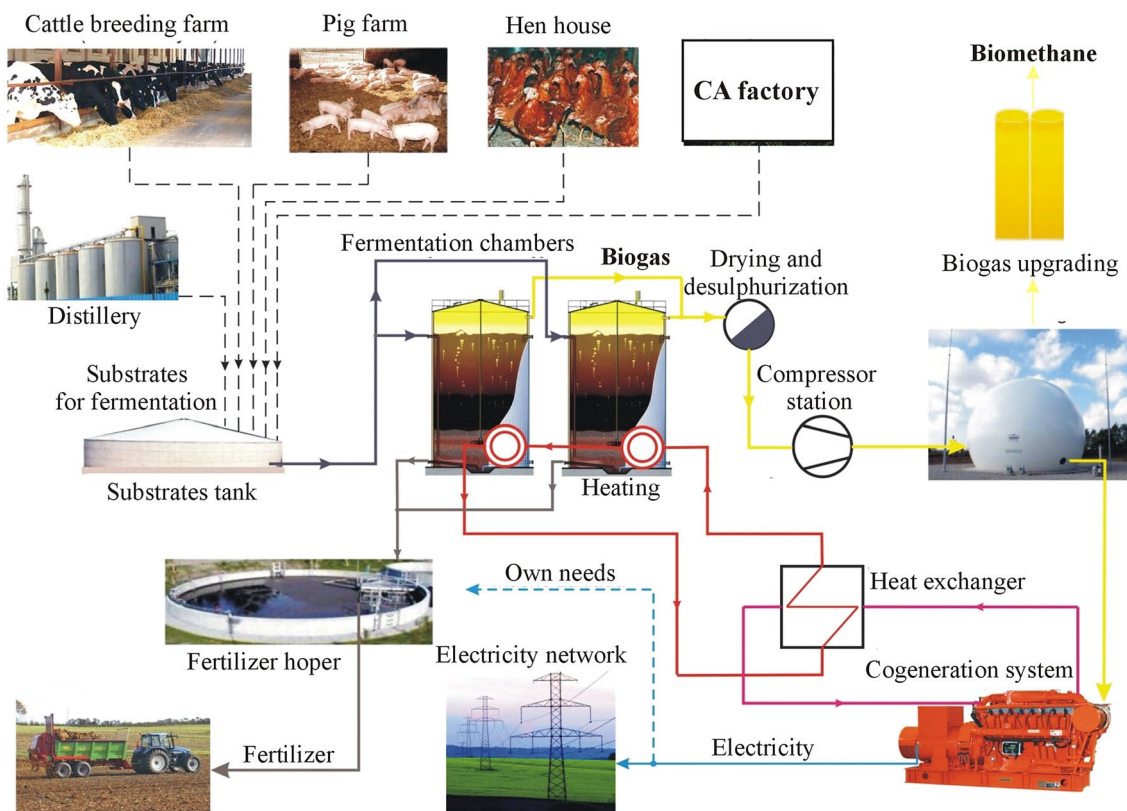 Cattle breeding farm
Pig farm
Hen house
CA factory
Biomethane
Distillery
Fermentation chambers
Biogas
Drying and
desulphurization
Biogas upgrading
Substrates
for fermentation
Compressor
station
Substrates tank
Heating
Own needs
Heat exchanger
Fertilizer hoper
Electricity network
Cogeneration system
Fertilizer
Electricity